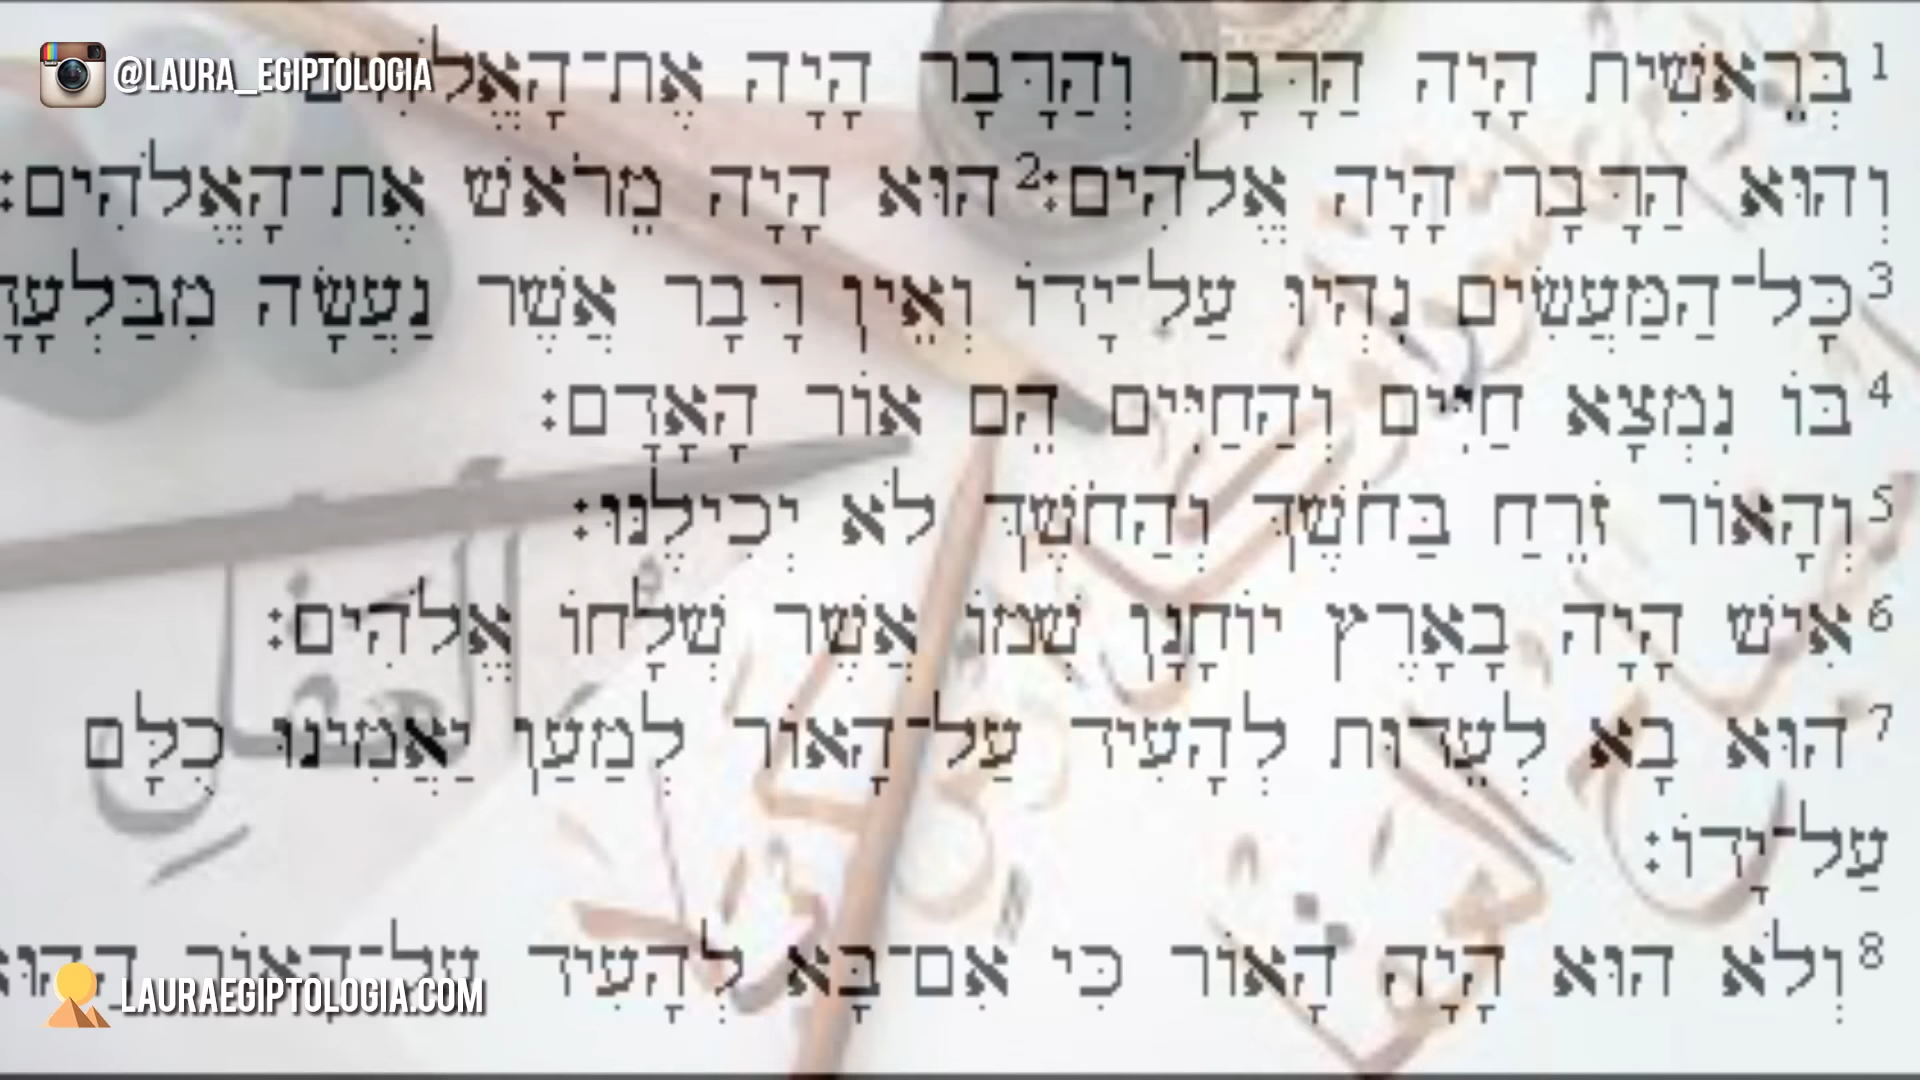 @LAURA_EGIPTOLOGIA
1 בְּרֵאשִׁית הָיָה הַדָּבָר וְהַדָּבָר הָיָה אֶת־הָאֱלֹהִים
וְהוּא הַדָּבָר הָיָה אֱלֹהִים׃ 2 הוּא הָיָה מֵרֹאשׁ אֶת־הָאֱלֹהִים׃
3 כָּל־הַמַּעֲשִׂים נִהְיוּ עַל־יָדוֹ וְאֵין דָּבָר אֲשֶׁר נַעֲשָׂה
4 בּוֹ נִמְצָא חַיִּים וְהַחַיִּים הֵם אוֹר הָאָדָם׃
5 וְהָאוֹר זֹרֵחַ בַּחֹשֶׁךְ וְהַחֹשֶׁךְ לֹא יְכִילֶנּוּ׃
6 אִישׁ הָיָה בָאָרֶץ יוֹחָנָן שְׁמוֹ אֲשֶׁר שְׁלָחוֹ אֱלֹהִים׃
7 הוּא בָא לְעֵדוּת לְהָעִיד עַל־הָאוֹר לְמַעַן יַאֲמִינוּ כֻלָּם
עַל־יָדוֹ׃
8 וְלֹא הוּא הָיָה הָאוֹר כִּי אִם־בָּא לְהָעִיד עַל־הָאוֹר
LAURAEGIPTOLOGIA.COM